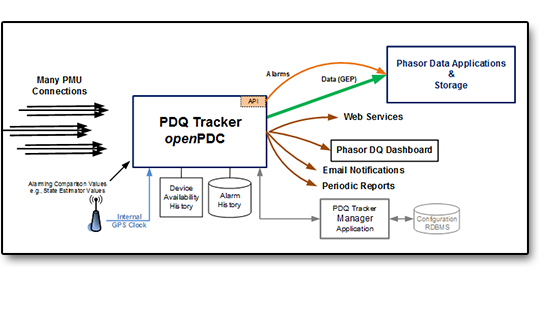 Many PMU
Connections
Alarming Comparison Values
e.g., State Estimator Values
Internal
GPS Clock
API
PDQ Tracker
openPDC
Device
Availability
History
Alarm
History
Alarms
Data (GEP)
Phasor Data Applications
&
Storage
Web Services
Phasor DQ Dashboard
Email Notifications
Periodic Reports
PDQ Tracker
Manager
Application
Configuration
RDBMS